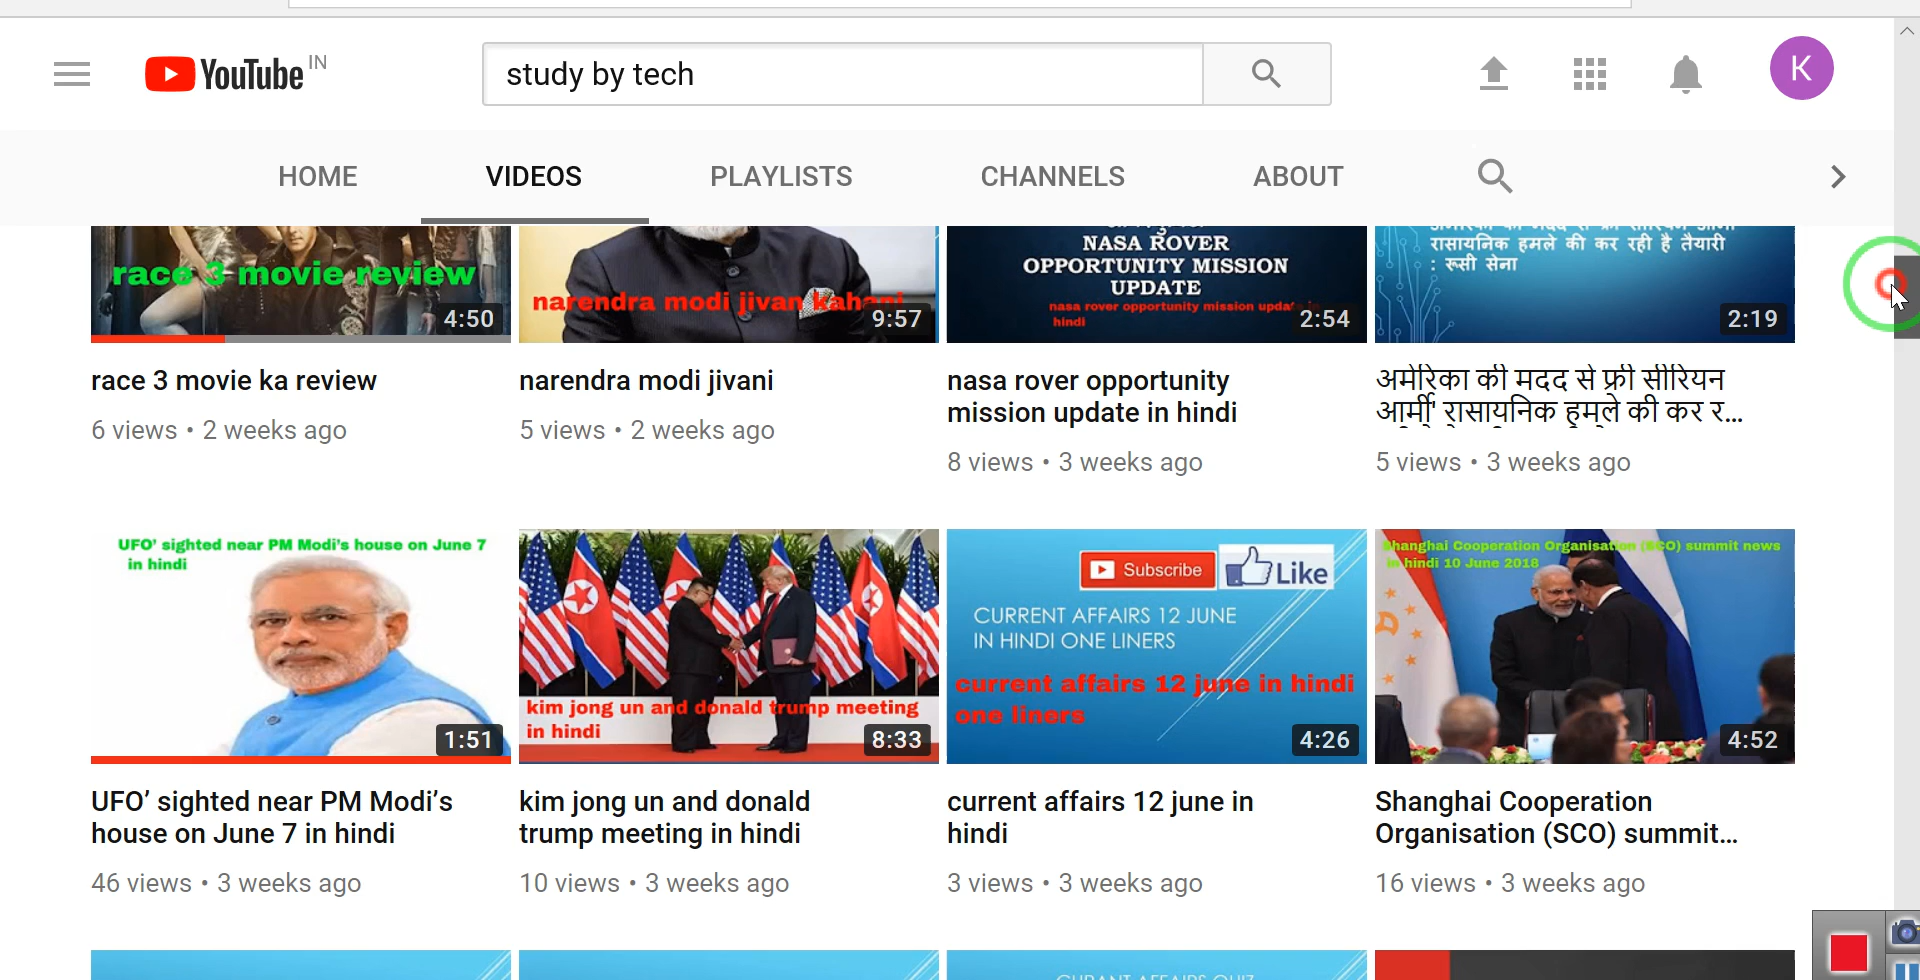 YouTube IN
study by tech
K
HOME VIDEOS PLAYLISTS CHANNELS ABOUT
race 3 movie review
4:50
narendra modi jivan kahani
9:57
NASA ROVER
OPPORTUNITY MISSION
UPDATE
nasa rover opportunity mission update in
hindi
2:54
रासायनिक हमले की कर रही है तैयारी
: रूसी सेना
2:19
race 3 movie ka review
6 views • 2 weeks ago
narendra modi jivani
5 views • 2 weeks ago
nasa rover opportunity
mission update in hindi
8 views • 3 weeks ago
अमेरिका की मदद से फ्री सीरियन
आर्मी' रासायनिक हमले की कर र...
5 views • 3 weeks ago
UFO' sighted near PM Modi's house on June 7
in hindi
1:51
kim jong un and donald trump meeting
in hindi
8:33
Subscribe
Like
CURRENT AFFAIRS 12 JUNE
IN HINDI ONE LINERS
current affairs 12 june in hindi
one liners
4:26
Shanghai Cooperation Organisation (SCO) summit news
in hindi 10 June 2018
4:52
UFO’ sighted near PM Modi’s
house on June 7 in hindi
46 views • 3 weeks ago
kim jong un and donald
trump meeting in hindi
10 views • 3 weeks ago
current affairs 12 june in
hindi
3 views • 3 weeks ago
Shanghai Cooperation
Organisation (SCO) summit...
16 views • 3 weeks ago